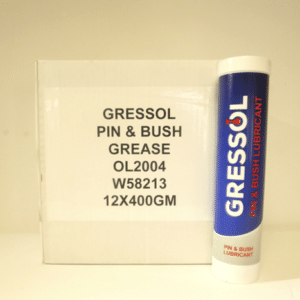 GRESSOL
PIN & BUSH
GREASE
OL2004
W58213
12X400GM
GRESSOL
PIN & BUSH LUBRICANT
PIN & BUSH
LUBRICANT